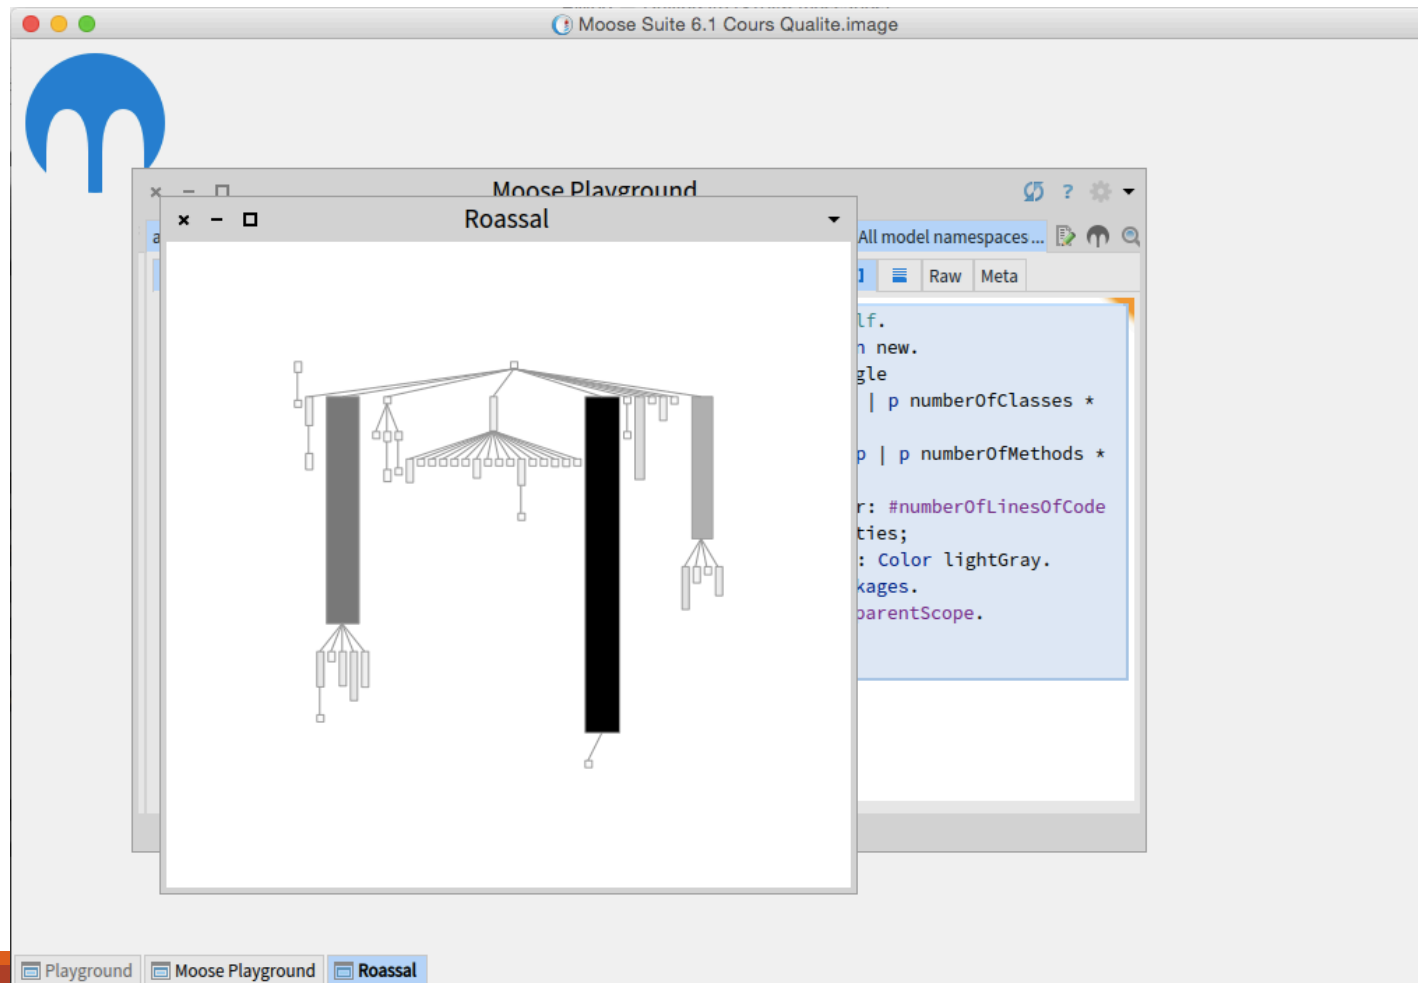 Moose Suite 6.1 Cours Qualite.image
Moose Playground
?
Roassal
a
All model namespaces ...
Raw
Meta
lf.
n new.
gle
| p numberOfClasses *
p | p numberOfMethods *
r: #numberOfLinesOfCode
ties;
: Color lightGray.
kages.
parentScope.
Playground
Moose Playground
Roassal